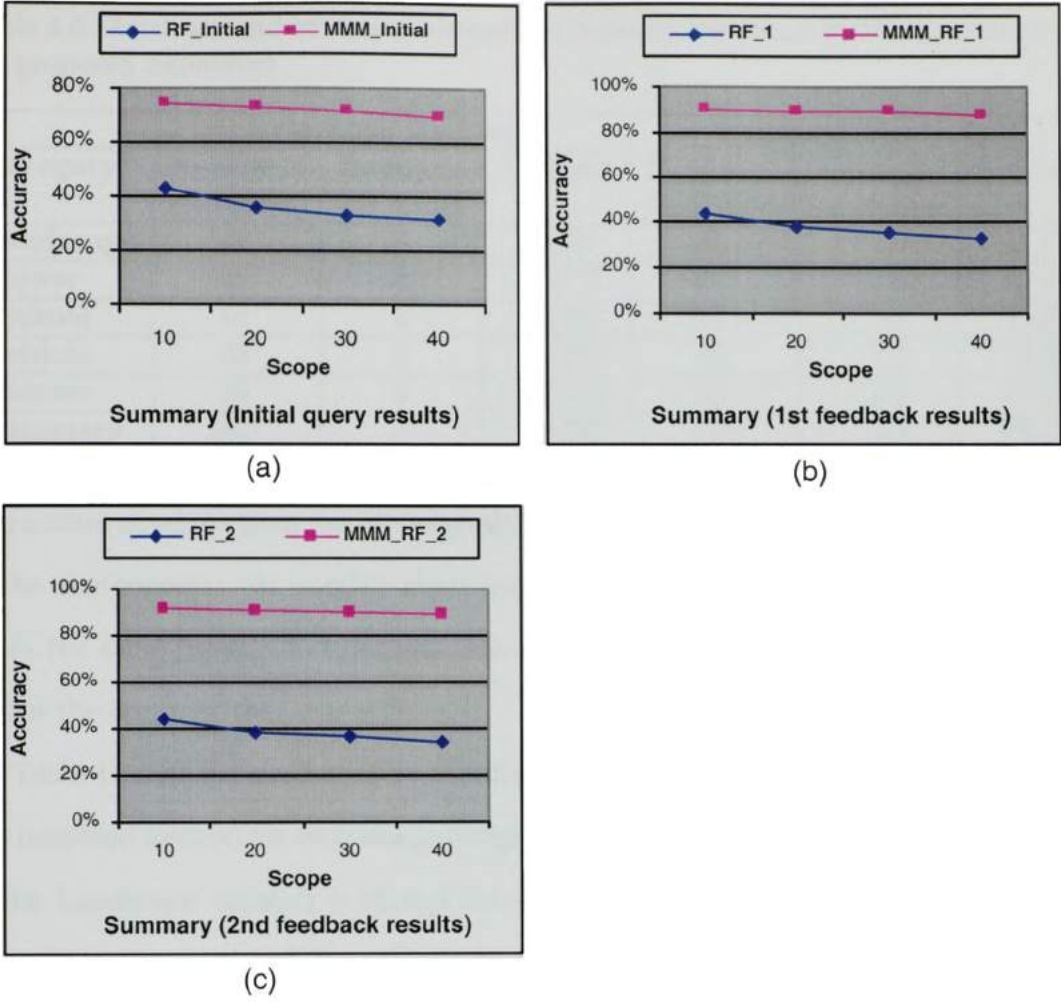 RF_Initial MMM_Initial
80%
60%
40%
20%
0%
Accuracy
10 20 30 40
Scope
Summary (Initial query results)
(a)
RF_1 MMM_RF_1
100%
80%
60%
40%
20%
0%
Accuracy
10 20 30 40
Scope
Summary (1st feedback results)
(b)
RF_2 MMM_RF_2
100%
80%
60%
40%
20%
0%
Accuracy
10 20 30 40
Scope
Summary (2nd feedback results)
(c)